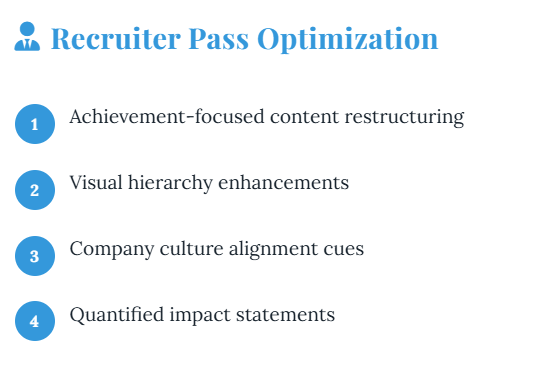 Recruiter Pass Optimization
1 Achievement-focused content restructuring
2 Visual hierarchy enhancements
3 Company culture alignment cues
4 Quantified impact statements